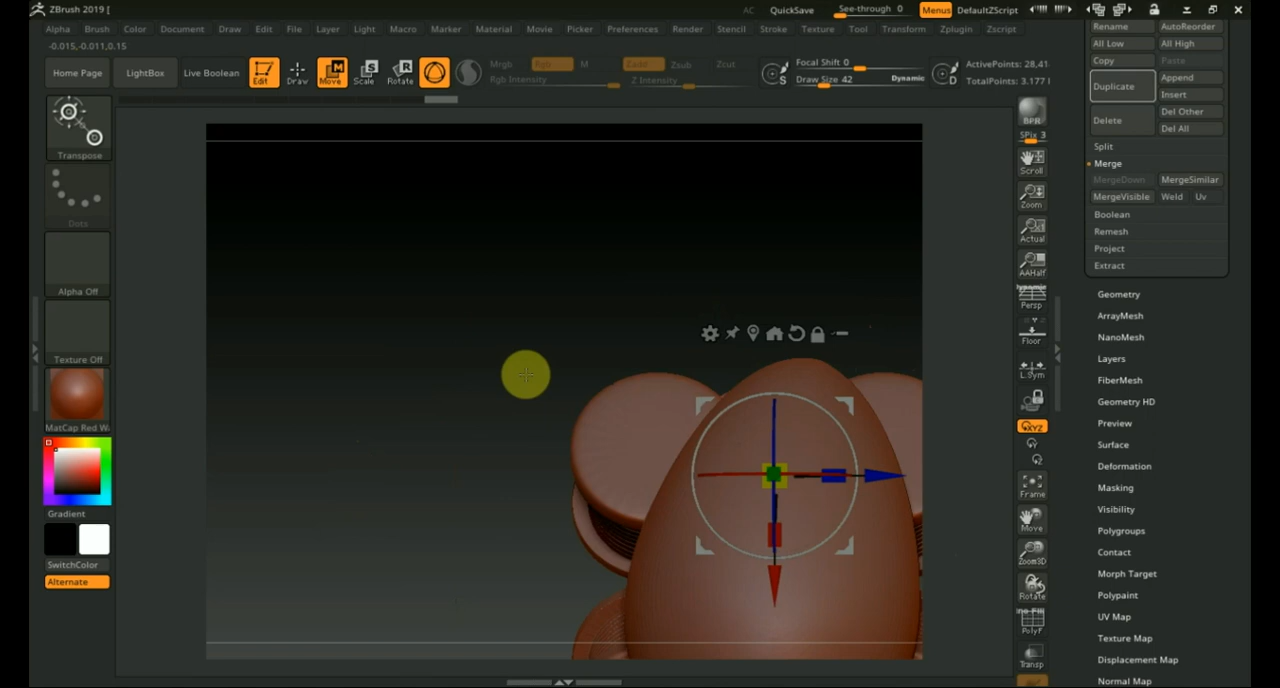 ZBrush 2019 [
AC QuickSave See-through 0 Menus DefaultZScript
Alpha Brush Color Document Draw Edit File Layer Light Macro Marker Material Movie Picker Preferences Render Stencil Stroke Texture Tool Transform Zplugin Zscript
-0.015,-0.011,0.15
Home Page LightBox Live Boolean Edit Draw Move Scale Rotate
Mrgb Rgb M Zadd Zsub Zcut
Rgb Intensity Z Intensity
Focal Shift 0
Draw Size 42 Dynamic
S
D
ActivePoints: 28,41
TotalPoints: 3.177 
Transpose
Dots
Alpha Off
Texture Off
MatCap Red W
Gradient
SwitchColor
Alternate
BPR
SPix 3
Scroll
Zoom
Actual
AAHalf
Dynamic
Persp
Floor
L.Sym
XYZ
Frame
Move
Zoom3D
Rotate
PolyF
Transp
Rename AutoReorder
All Low All High
Copy Paste
Duplicate Append
Insert
Delete Del Other
Del All
Split
Merge
MergeDown MergeSimilar
MergeVisible Weld Uv
Boolean
Remesh
Project
Extract
Geometry
ArrayMesh
NanoMesh
Layers
FiberMesh
Geometry HD
Preview
Surface
Deformation
Masking
Visibility
Polygroups
Contact
Morph Target
Polypaint
UV Map
Texture Map
Displacement Map
Normal Map